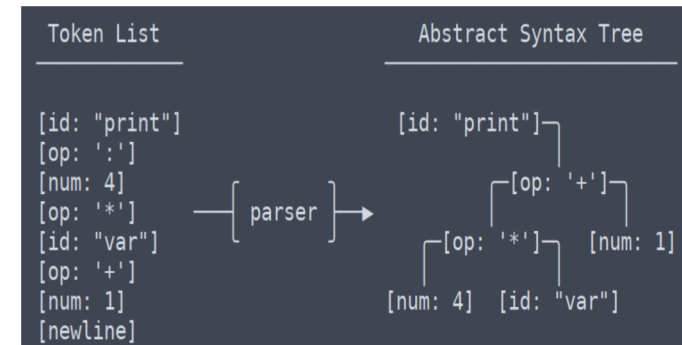 Token List Abstract Syntax Tree
[id: "print"] [id: "print"]
[op: ':']
[num: 4] [op: '+']
[op: '*'] parser
[id: "var"] [op: '*'] [num: 1]
[op: '+']
[num: 1] [num: 4] [id: "var"]
[newline]